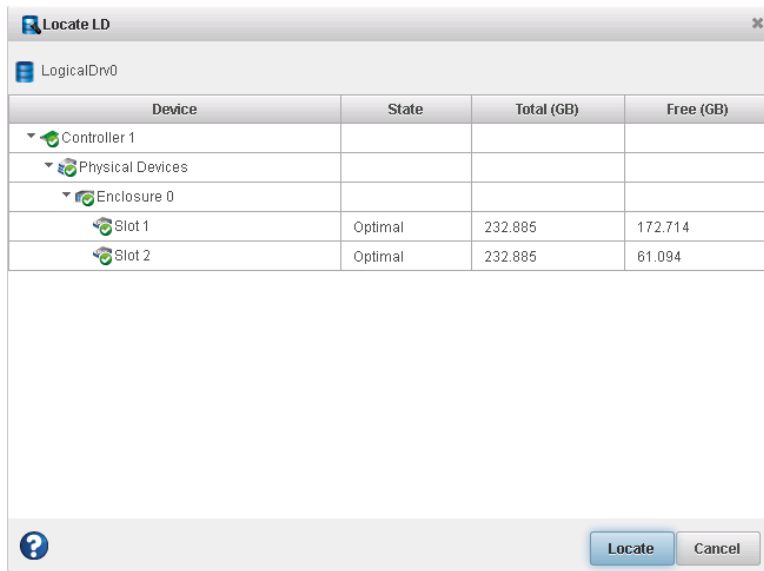 Locate LD
LogicalDrv0
Device State Total (GB) Free (GB)
Controller 1
Physical Devices
Enclosure 0
Slot 1 Optimal 232.885 172.714
Slot 2 Optimal 232.885 61.094
Locate Cancel